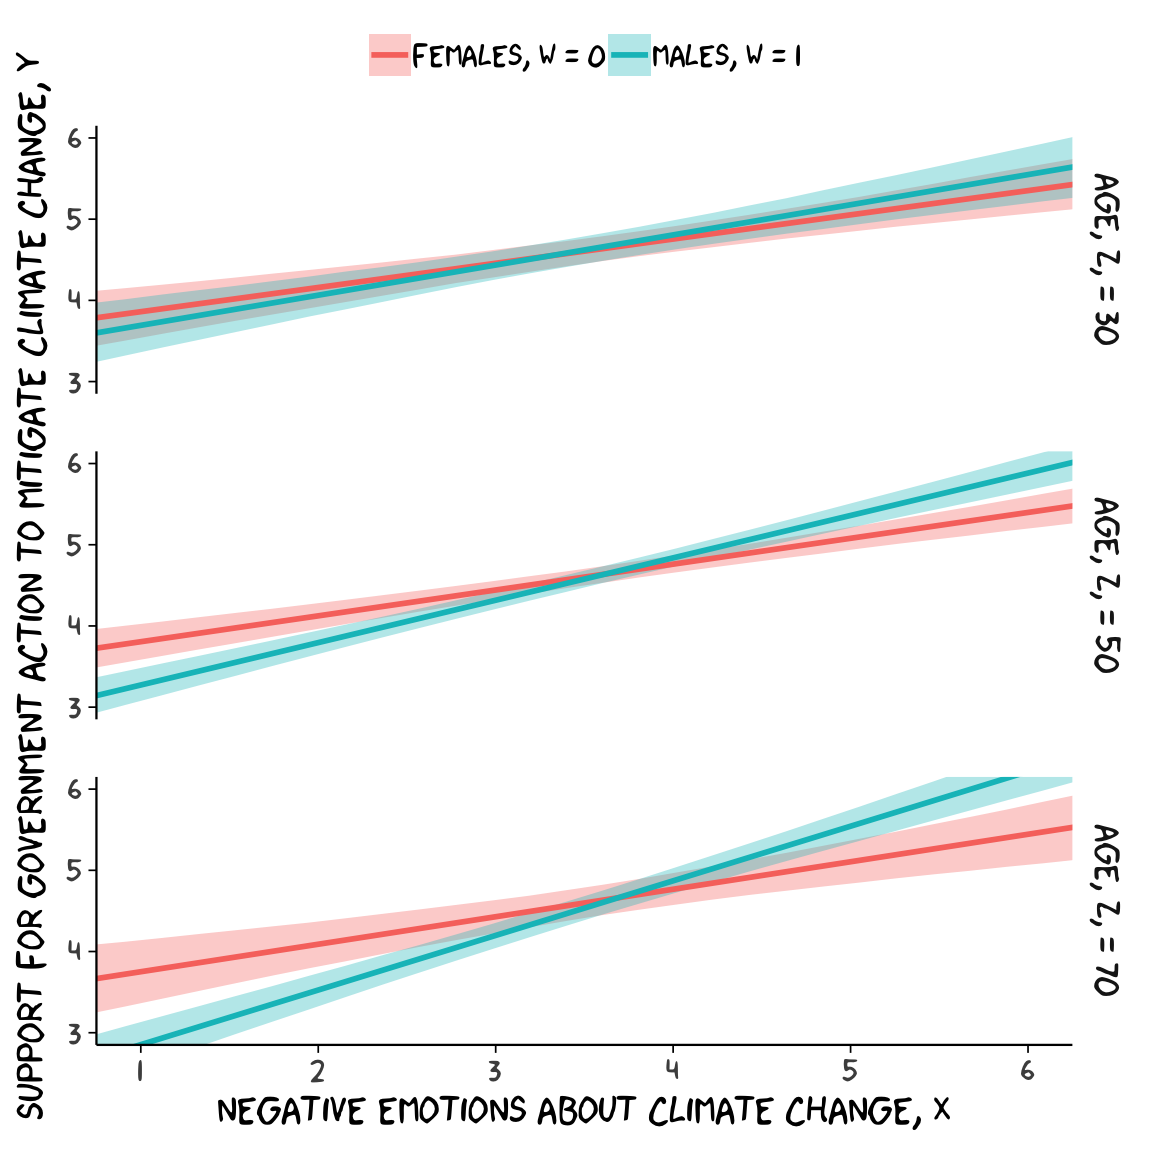 SUPPORT FOR GOVERNMENT ACTION TO MITIGATE CLIMATE CHANGE, Y
FEMALES, W = 0 MALES, W = 1
6
5
4
3
AGE, Z, = 30
6
5
4
3
AGE, Z, = 50
6
5
4
3
AGE, Z, = 70
1 2 3 4 5 6
NEGATIVE EMOTIONS ABOUT CLIMATE CHANGE, X